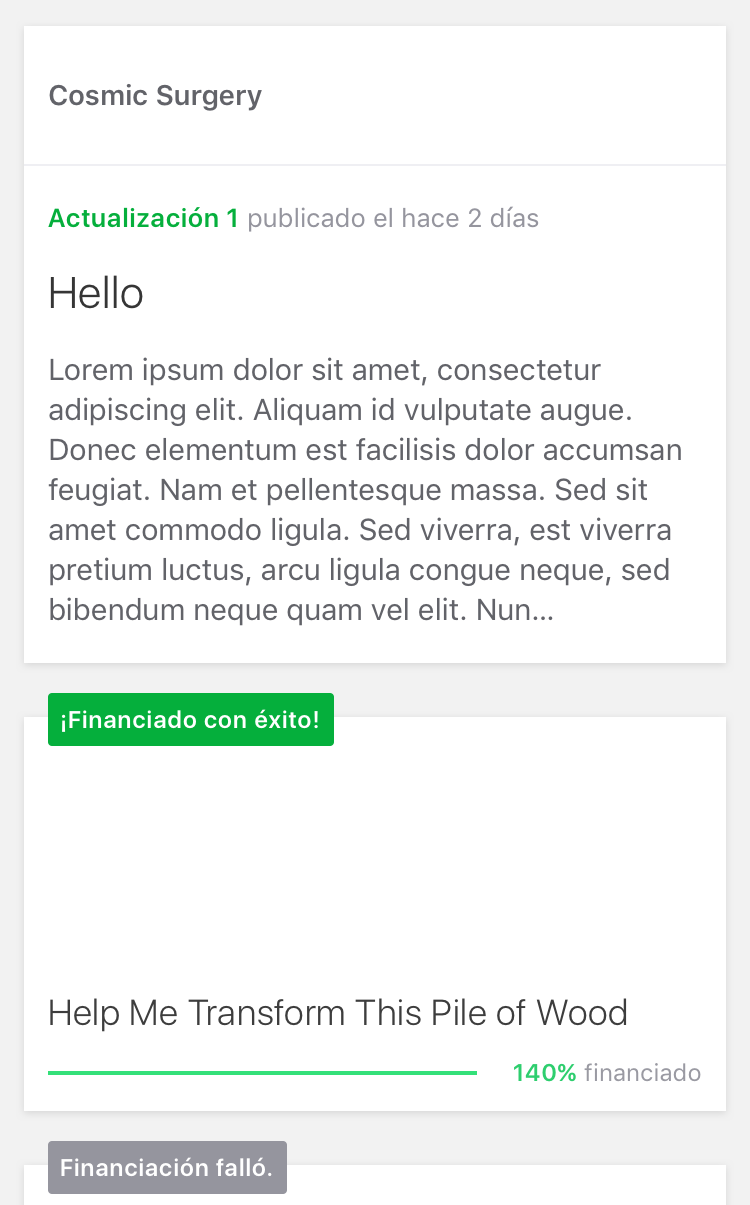 Cosmic Surgery
Actualización 1 publicado el hace 2 días
Hello
Lorem ipsum dolor sit amet, consectetur
adipiscing elit. Aliquam id vulputate augue.
Donec elementum est facilisis dolor accumsan
feugiat. Nam et pellentesque massa. Sed sit
amet commodo ligula. Sed viverra, est viverra
pretium luctus, arcu ligula congue neque, sed
bibendum neque quam vel elit. Nun...
¡Financiado con éxito!
Help Me Transform This Pile of Wood
140% financiado
Financiación falló.